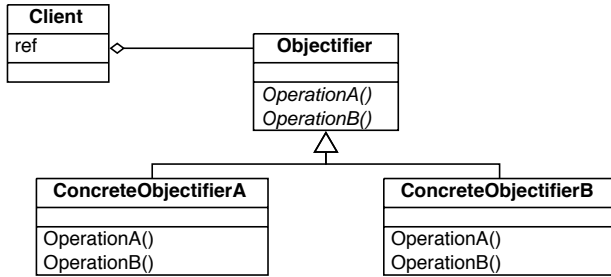 Client
ref
Objectifier
OperationA()
OperationB()
ConcreteObjectifierA
OperationA()
OperationB()
ConcreteObjectifierB
OperationA()
OperationB()